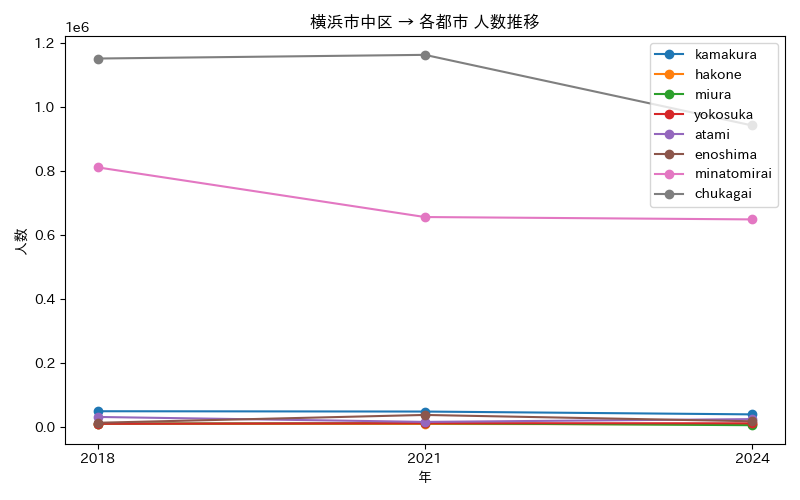 横浜市中区 → 各都市 人数推移
1e6
1.2
1.0
0.8
0.6
0.4
0.2
0.0
人数
2018
2021
2024
年
kamakura
hakone
miura
yokosuka
atami
enoshima
minatomirai
chukagai